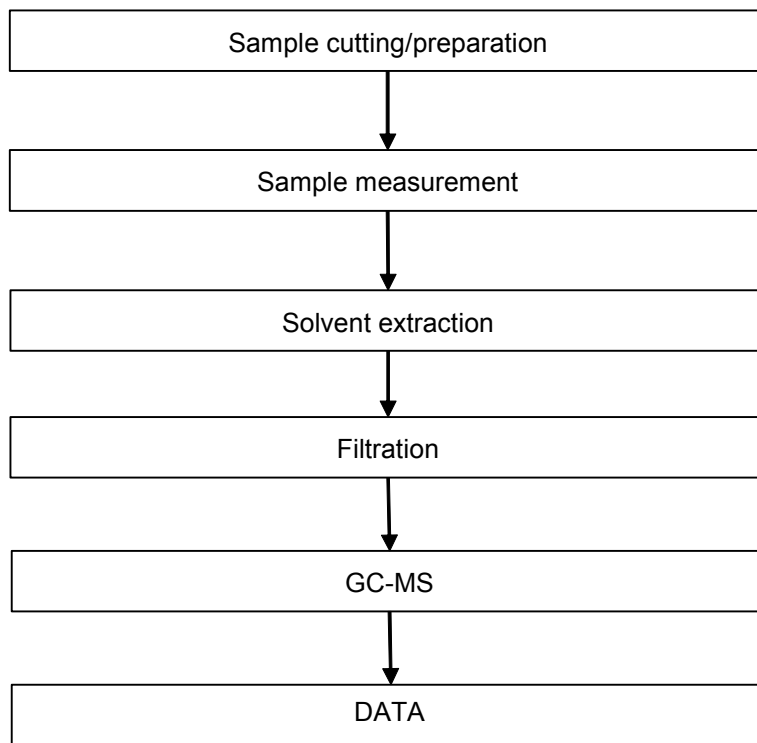 Sample cutting/preparation
Sample measurement
Solvent extraction
Filtration
GC-MS
DATA